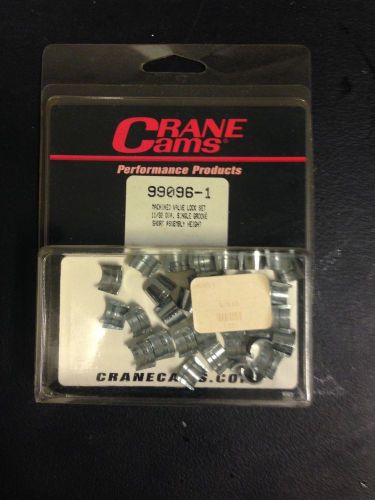 CRANE
Cams®
Performance Products
99096-1
MACHINED VALVE LOCK SET
11/32 DIA. SINGLE GROOVE
SHORT ASSEMBLY HEIGHT
CRANECAMS.CO